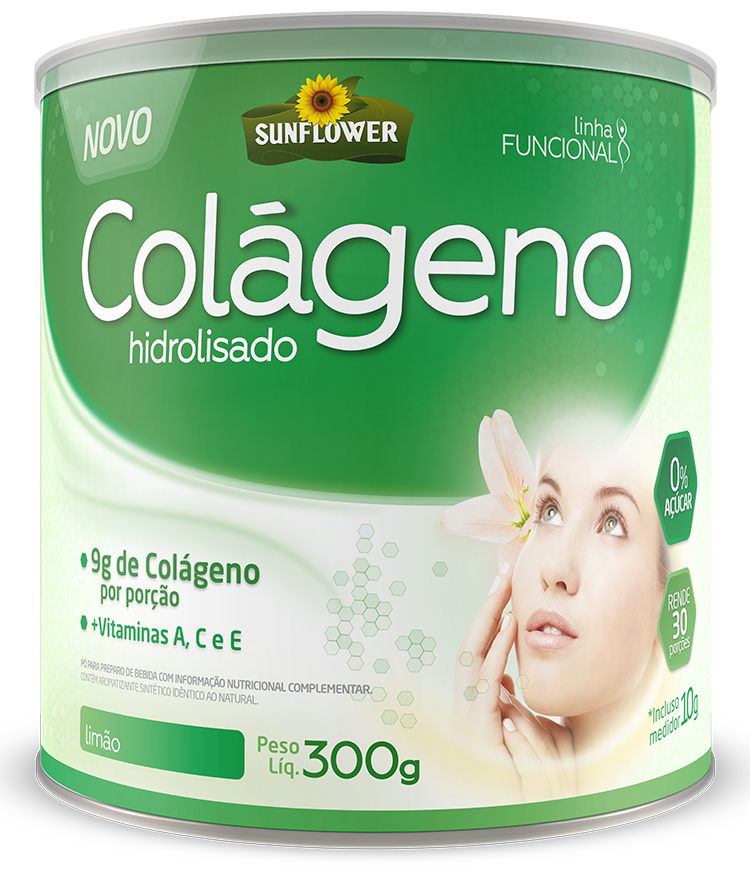 NOVO
SUNFLOWER
linha
FUNCIONAL
Colágeno
hidrolisado
0%
AÇÚCAR
9g de Colágeno
por porção
+Vitaminas A, C e E
RENDE
30
porções
PÓ PARA PREPARO DE BEBIDA COM INFORMAÇÃO NUTRICIONAL COMPLEMENTAR.
CONTÉM AROMATIZANTE SINTÉTICO IDÊNTICO AO NATURAL.
*Incluso
medidor 10g
limão
Peso
Líq. 300g